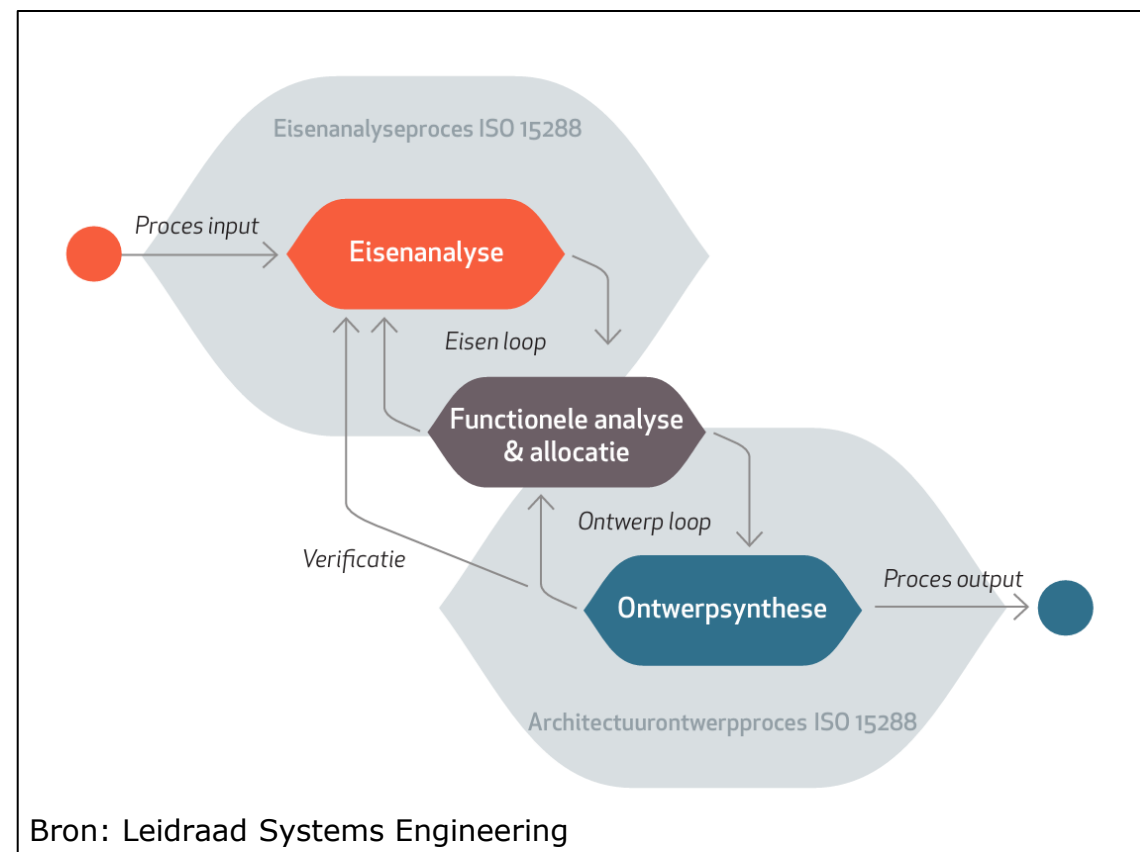 Eisenanalyseproces ISO 15288
Proces input
Eisenanalyse
Eisen loop
Functionele analyse
& allocatie
Ontwerp loop
Verificatie
Proces output
Ontwerpsynthese
Architectuurontwerpproces ISO 15288
Bron: Leidraad Systems Engineering